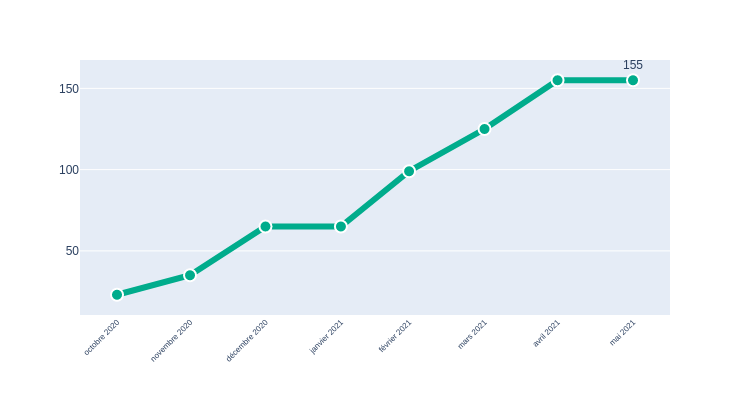 155
150
100
50
octobre 2020
novembre 2020
décembre 2020
janvier 2021
février 2021
mars 2021
avril 2021
mai 2021